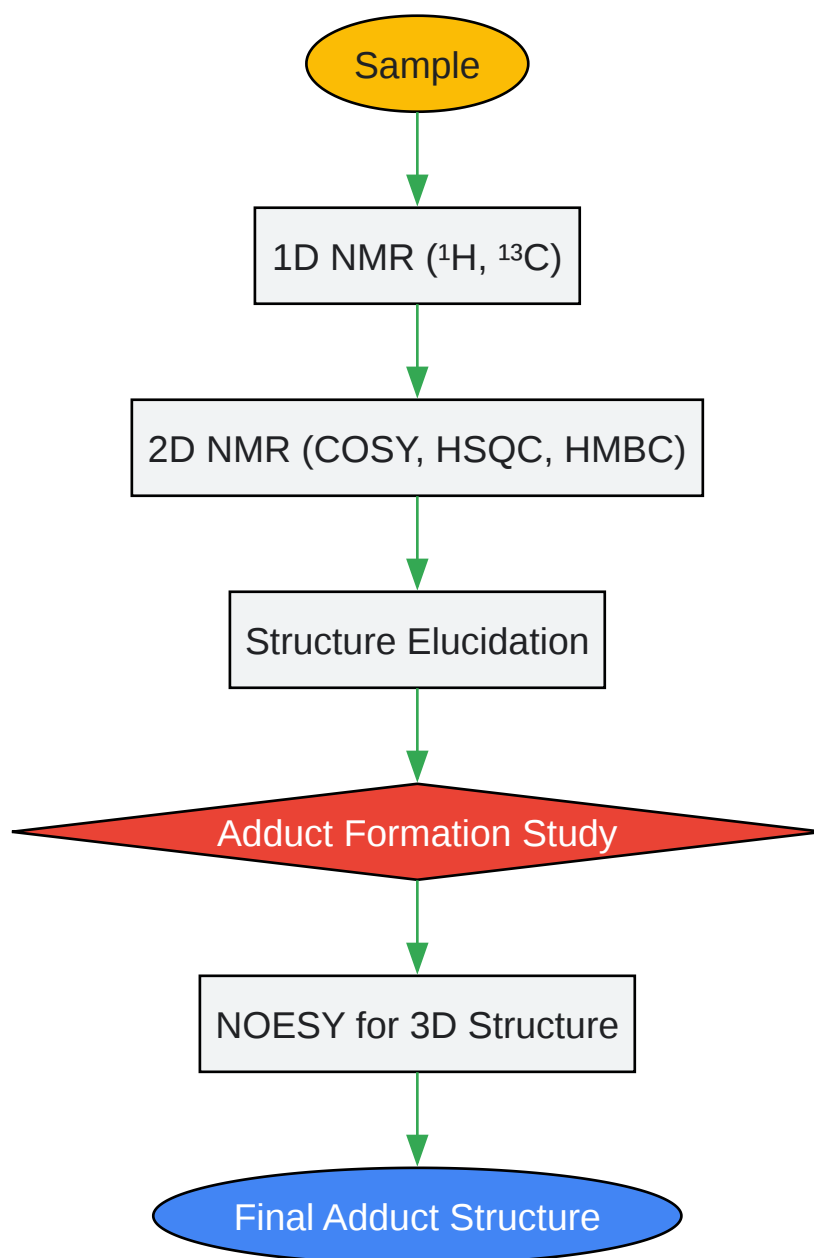 Sample
1D NMR (¹H, ¹³C)
2D NMR (COSY, HSQC, HMBC)
Structure Elucidation
Adduct Formation Study
NOESY for 3D Structure
Final Adduct Structure